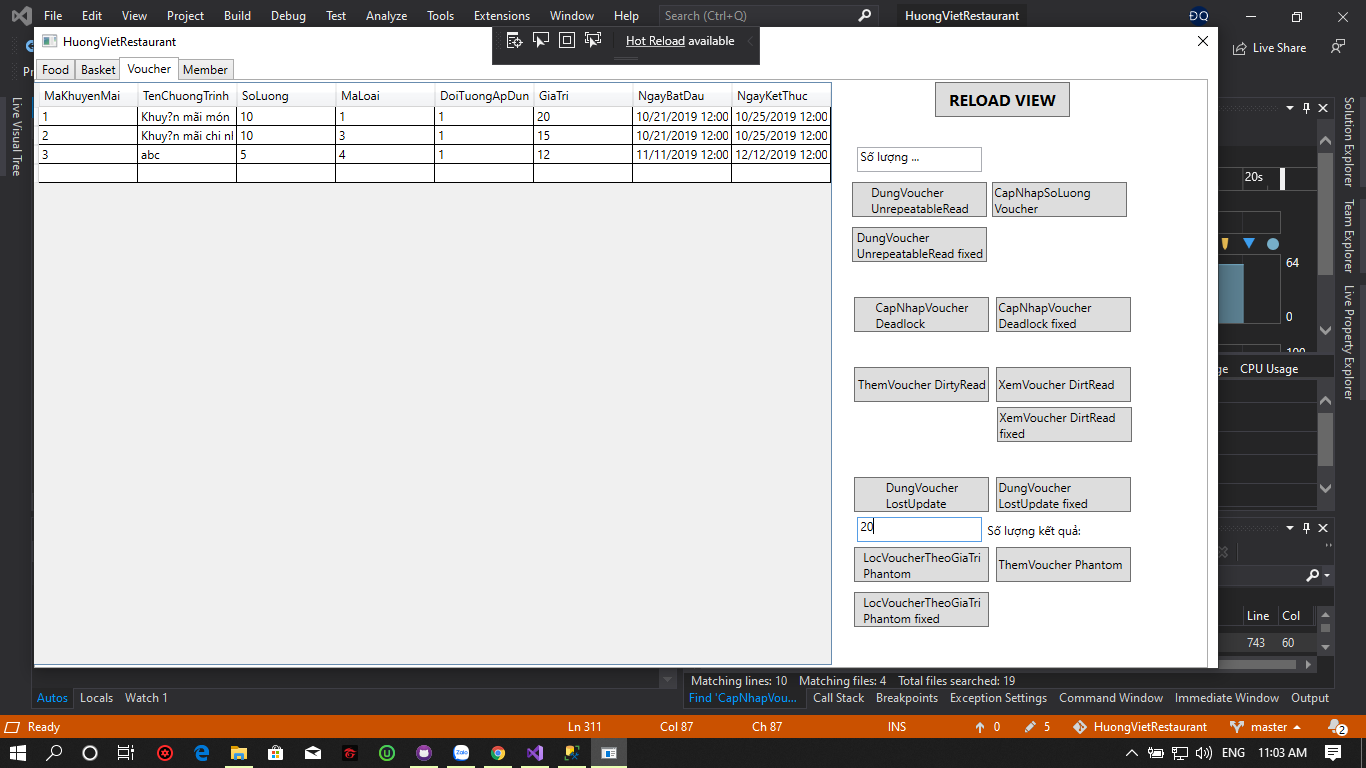 File Edit View Project Build Debug Test Analyze Tools Extensions Window Help Search (Ctrl+Q) HuongVietRestaurant ĐQ
HuongVietRestaurant
Hot Reload available
Live Share
Food Basket Voucher Member
Live Visual Tree
MaKhuyenMai TenChuongTrinh SoLuong MaLoai DoiTuongApDun GiaTri NgayBatDau NgayKetThuc
1 Khuy?n mãi món 10 1 1 20 10/21/2019 12:00 10/25/2019 12:00
2 Khuy?n mãi chi nl 10 3 1 15 10/21/2019 12:00 10/25/2019 12:00
3 abc 5 4 1 12 11/11/2019 12:00 12/12/2019 12:00
RELOAD VIEW
Số lượng ...
DungVoucher
UnrepeatableRead
CapNhapSoLuong
Voucher
DungVoucher
UnrepeatableRead fixed
CapNhapVoucher
Deadlock
CapNhapVoucher
Deadlock fixed
ThemVoucher DirtyRead
XemVoucher DirtRead
XemVoucher DirtRead
fixed
DungVoucher
LostUpdate
DungVoucher
LostUpdate fixed
20
Số lượng kết quả:
LocVoucherTheoGiaTri
Phantom
ThemVoucher Phantom
LocVoucherTheoGiaTri
Phantom fixed
20s
64
0
100
CPU Usage
Solution Explorer
Team Explorer
Live Property Explorer
Line Col
743 60
Matching lines: 10 Matching files: 4 Total files searched: 19
Autos Locals Watch 1
Find 'CapNhapVou... Call Stack Breakpoints Exception Settings Command Window Immediate Window Output
Ready Ln 311 Col 87 Ch 87 INS 0 5 HuongVietRestaurant master 2
Zalo
ENG 11:03 AM